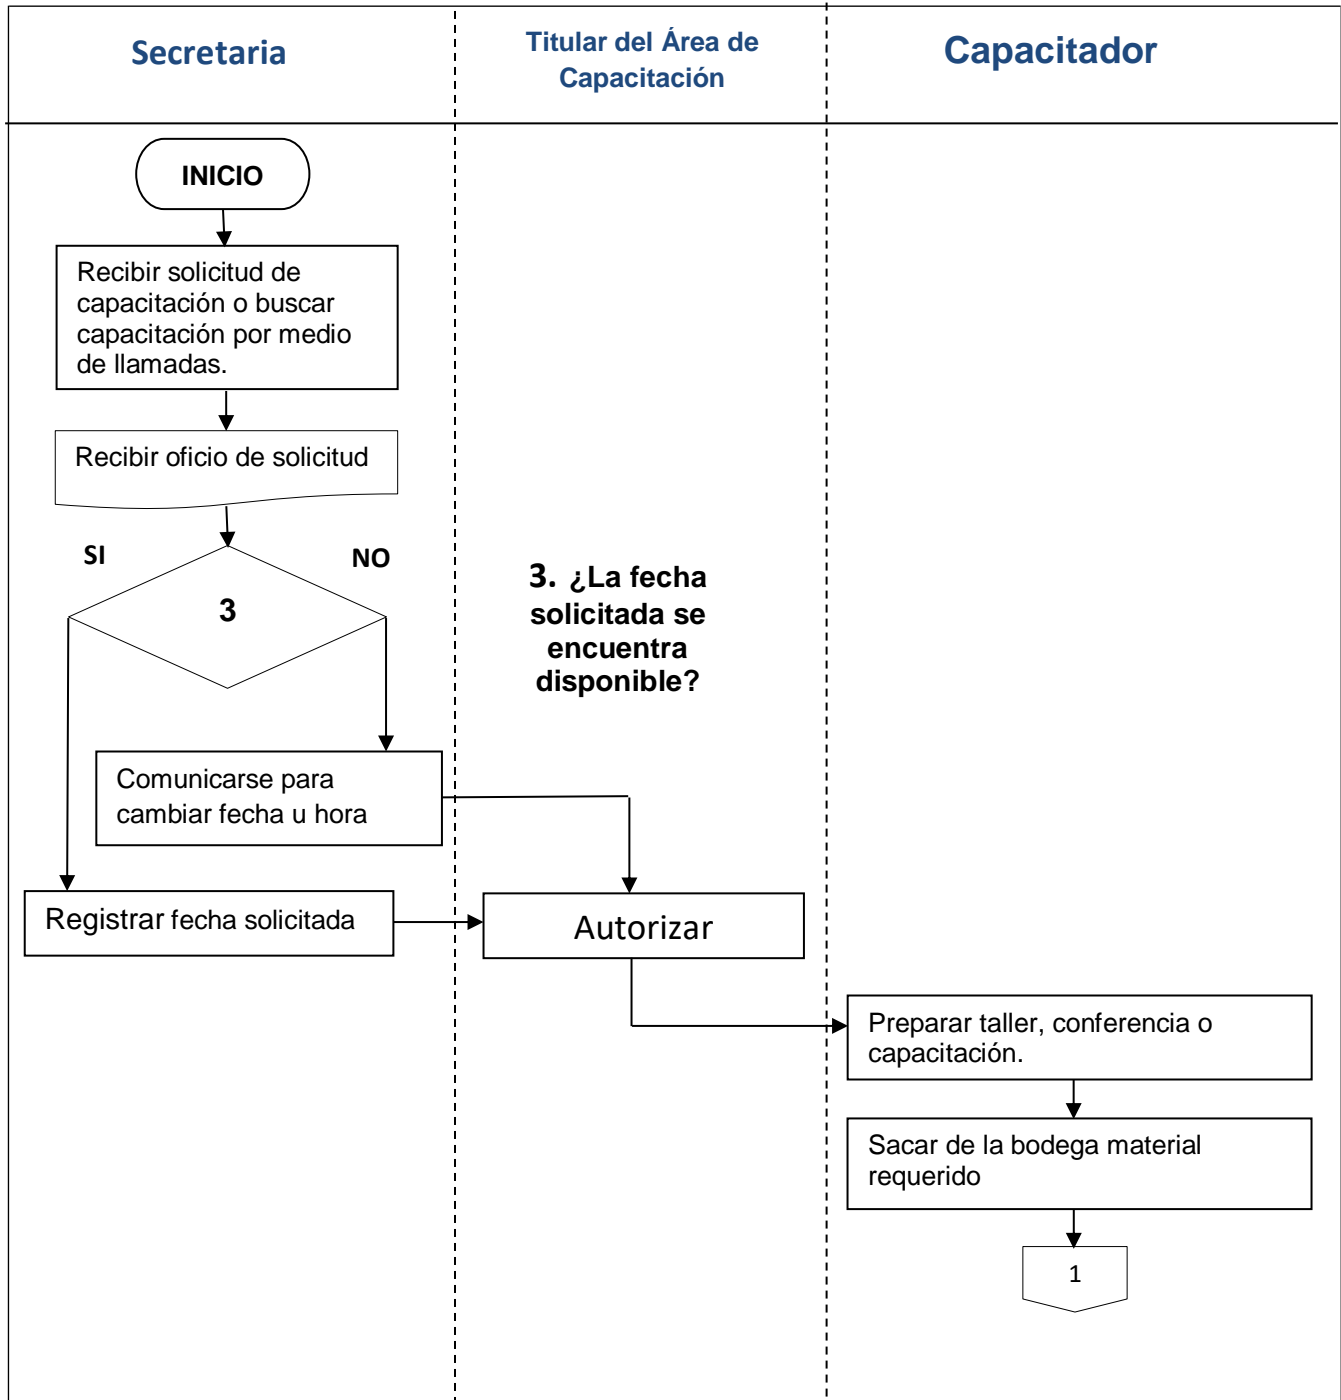 Secretaria
Titular del Área de
Capacitación
Capacitador
INICIO
Recibir solicitud de
capacitación o buscar
capacitación por medio
de llamadas.
Recibir oficio de solicitud
SI
NO
3
3. ¿La fecha
solicitada se
encuentra
disponible?
Comunicarse para
cambiar fecha u hora
Registrar fecha solicitada
Autorizar
Preparar taller, conferencia o
capacitación.
Sacar de la bodega material
requerido
1